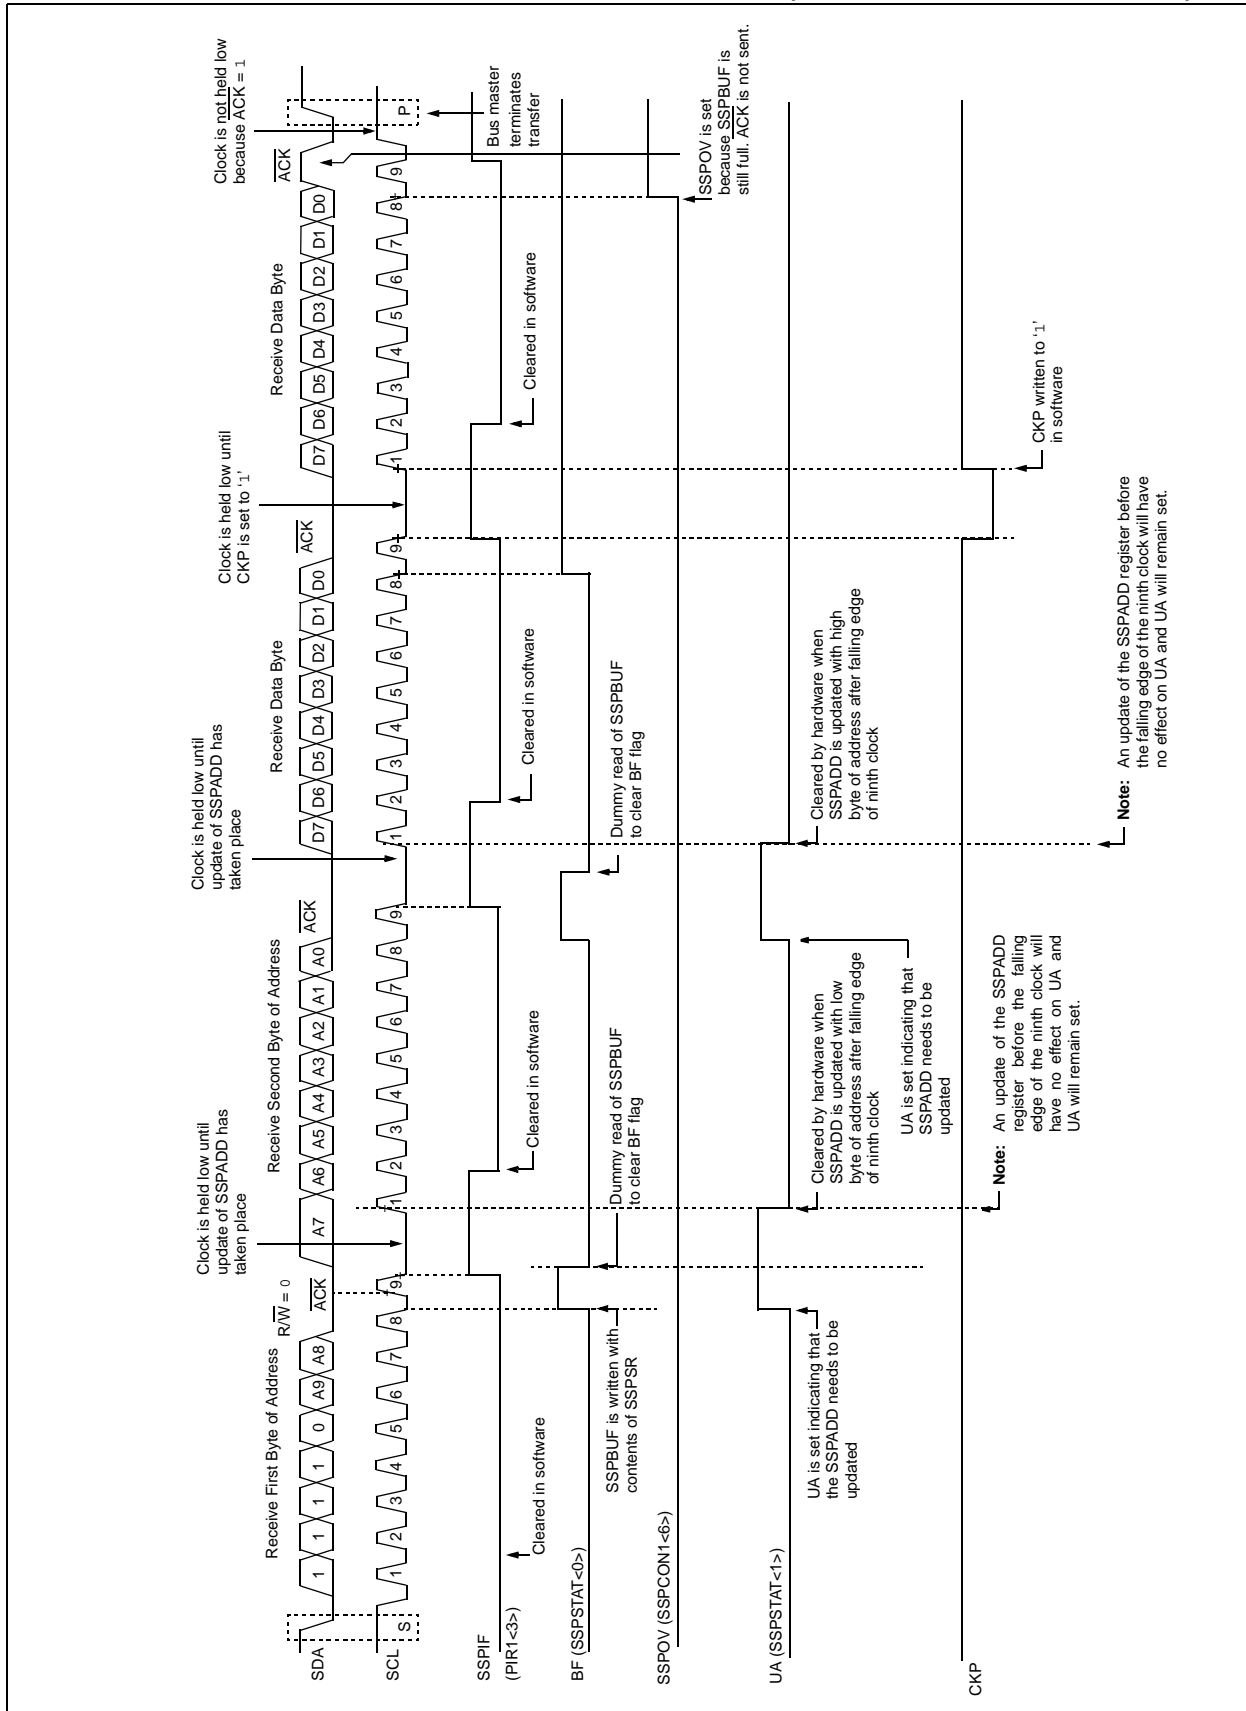 Receive First Byte of Address
R/W = 0
Receive Second Byte of Address
Receive Data Byte
Receive Data Byte
Clock is held low until
update of SSPADD has
taken place
Clock is held low until
update of SSPADD has
taken place
Clock is held low until
CKP is set to ‘1’
Clock is not held low
because ACK = 1
SDA
1 1 1 1 0 A9 A8 ACK A7 A6 A5 A4 A3 A2 A1 A0 ACK D7 D6 D5 D4 D3 D2 D1 D0 ACK D7 D6 D5 D4 D3 D2 D1 D0 ACK
SCL
S 1 2 3 4 5 6 7 8 9 1 2 3 4 5 6 7 8 9 1 2 3 4 5 6 7 8 9 1 2 3 4 5 6 7 8 9 P
Bus master
terminates
transfer
SSPIF
(PIR1<3>)
Cleared in software
Cleared in software
Cleared in software
Cleared in software
BF (SSPSTAT<0>)
SSPBUF is written with
contents of SSPSR
Dummy read of SSPBUF
to clear BF flag
Dummy read of SSPBUF
to clear BF flag
SSPOV (SSPCON1<6>)
SSPOV is set
because SSPBUF is
still full. ACK is not sent.
UA (SSPSTAT<1>)
UA is set indicating that
the SSPADD needs to be
updated
Cleared by hardware when
SSPADD is updated with low
byte of address after falling edge
of ninth clock
UA is set indicating that
SSPADD needs to be
updated
Cleared by hardware when
SSPADD is updated with high
byte of address after falling edge
of ninth clock
CKP
CKP written to ‘1’
in software
Note: An update of the SSPADD
register before the falling
edge of the ninth clock will
have no effect on UA and
UA will remain set.
Note: An update of the SSPADD register before
the falling edge of the ninth clock will have
no effect on UA and UA will remain set.